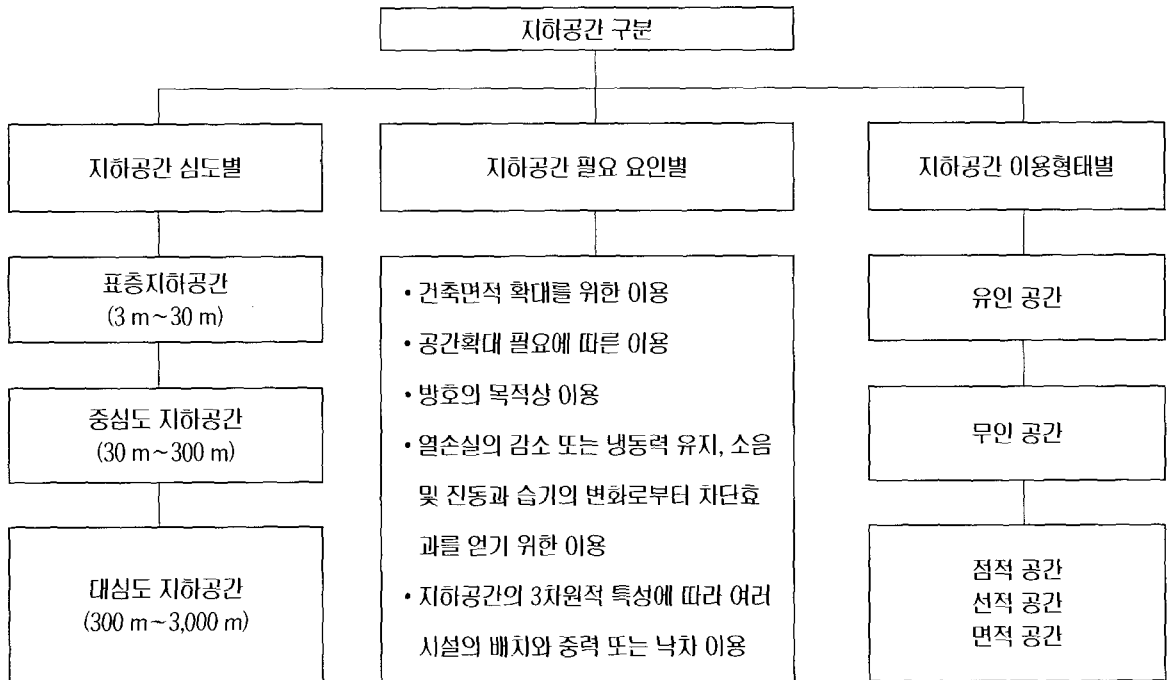 지하공간 구분
지하공간 심도별
표층지하공간
(3 m~30 m)
중심도 지하공간
(30 m~300 m)
대심도 지하공간
(300 m~3,000 m)
지하공간 필요 요인별
• 건축면적 확대를 위한 이용
• 공간확대 필요에 따른 이용
• 방호의 목적상 이용
• 열손실의 감소 또는 냉동력 유지, 소음
및 진동과 습기의 변화로부터 차단효
과를 얻기 위한 이용
• 지하공간의 3차원적 특성에 따라 여러
시설의 배치와 중력 또는 낙차 이용
지하공간 이용형태별
유인 공간
무인 공간
점적 공간
선적 공간
면적 공간